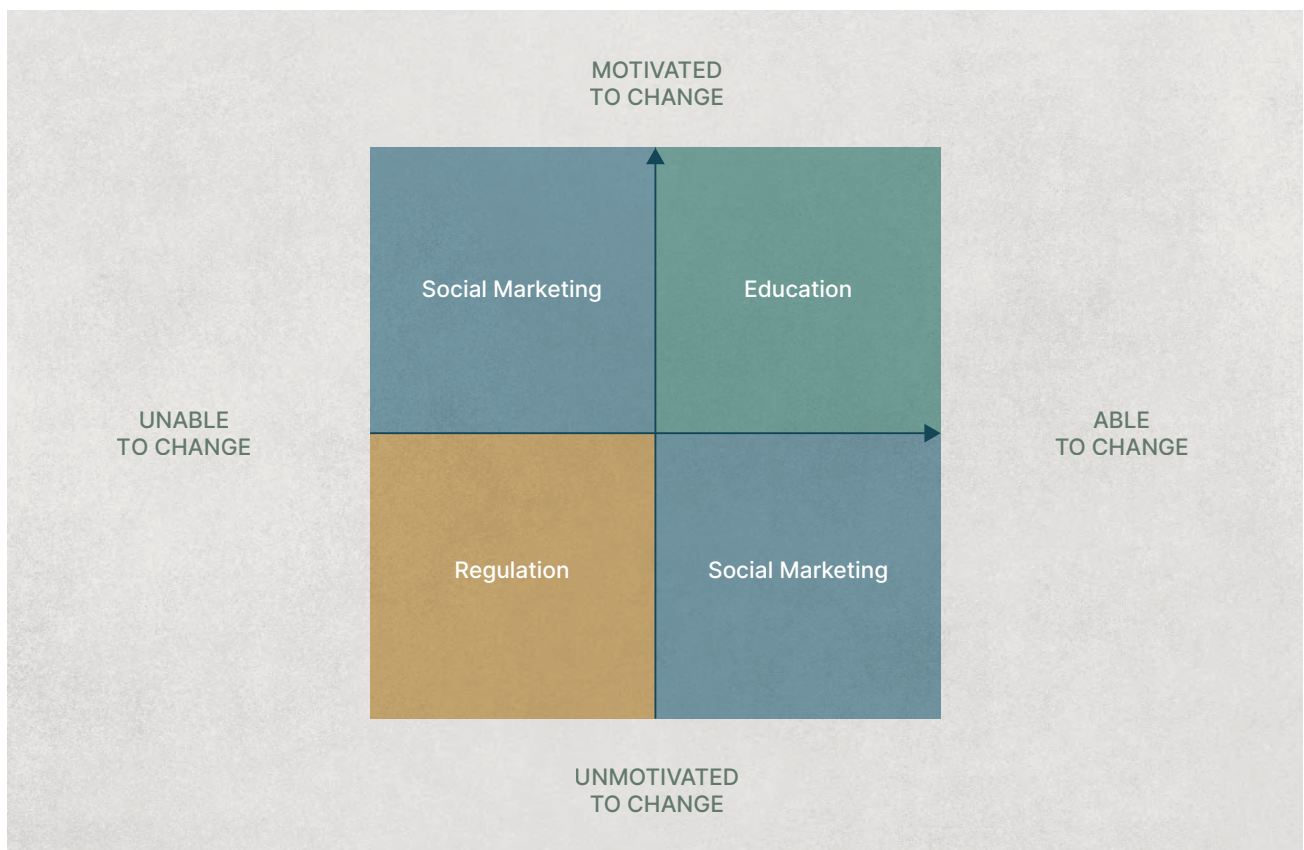 MOTIVATED
TO CHANGE
Social Marketing
Education
UNABLE
TO CHANGE
ABLE
TO CHANGE
Regulation
Social Marketing
UNMOTIVATED
TO CHANGE